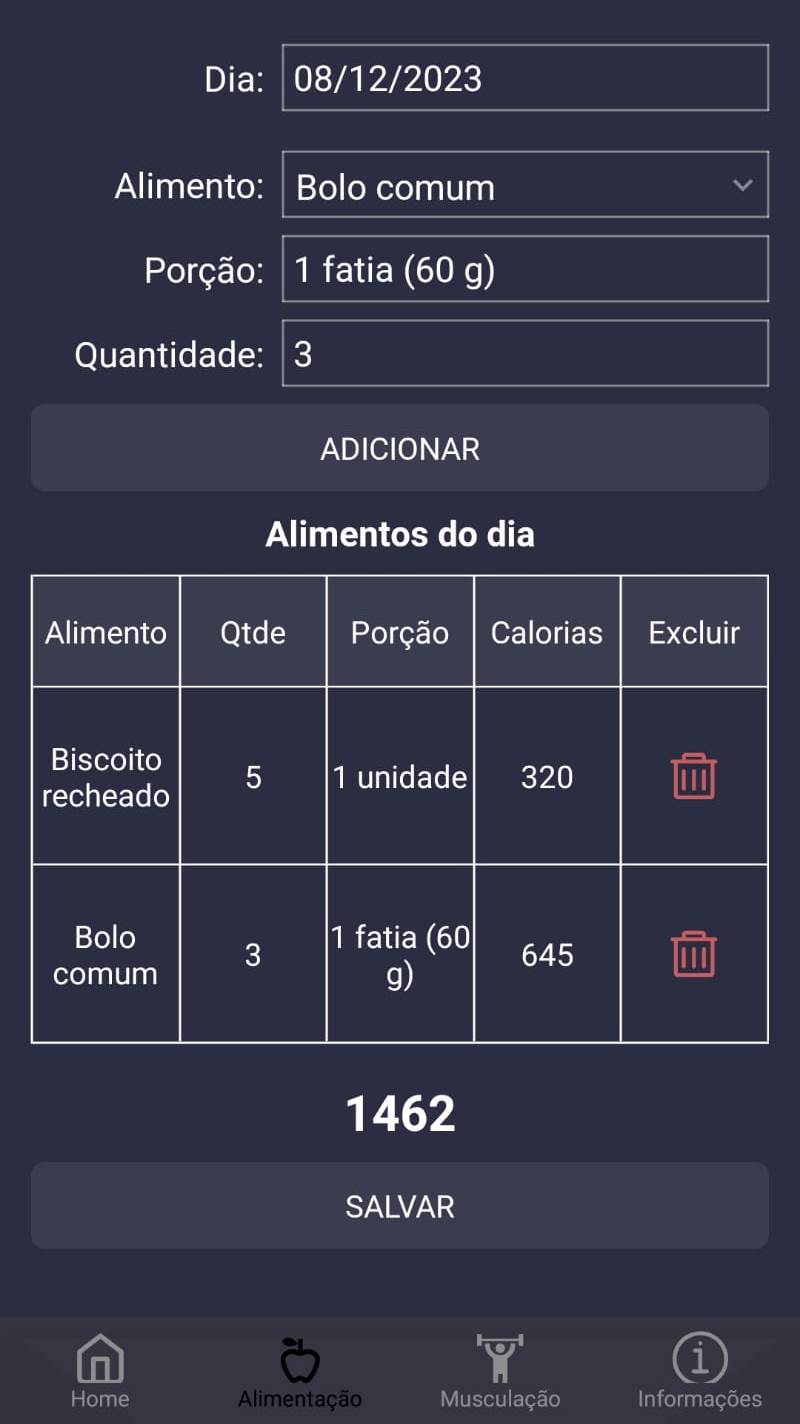 Dia: 08/12/2023
Alimento: Bolo comum
Porção: 1 fatia (60 g)
Quantidade: 3
ADICIONAR
Alimentos do dia
Alimento Qtde Porção Calorias Excluir
Biscoito recheado 5 1 unidade 320
Bolo comum 3 1 fatia (60 g) 645
1462
SALVAR
Home Alimentação Musculação Informações